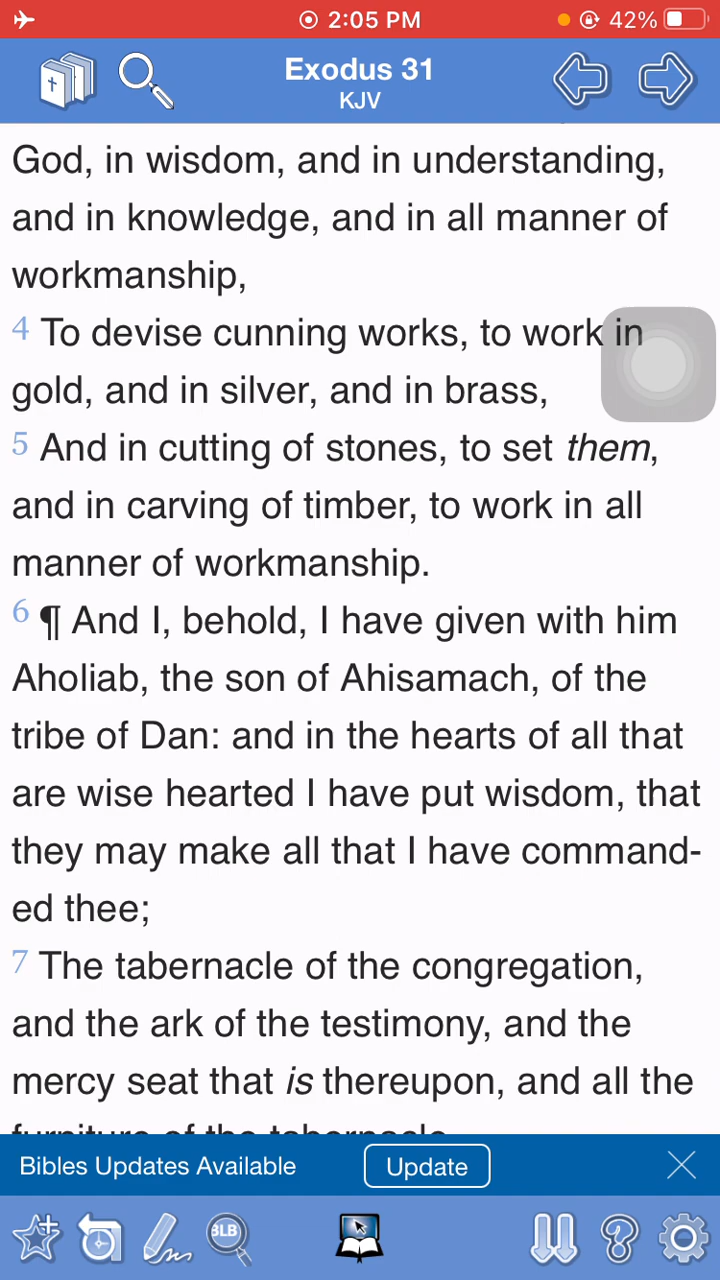 2:05 PM
42%
Exodus 31
KJV
God, in wisdom, and in understanding,
and in knowledge, and in all manner of
workmanship,
4 To devise cunning works, to work in
gold, and in silver, and in brass,
5 And in cutting of stones, to set them,
and in carving of timber, to work in all
manner of workmanship.
6 ¶ And I, behold, I have given with him
Aholiab, the son of Ahisamach, of the
tribe of Dan: and in the hearts of all that
are wise hearted I have put wisdom, that
they may make all that I have command-
ed thee;
7 The tabernacle of the congregation,
and the ark of the testimony, and the
mercy seat that is thereupon, and all the
furniture of the tabernacle
Bibles Updates Available Update
BLB